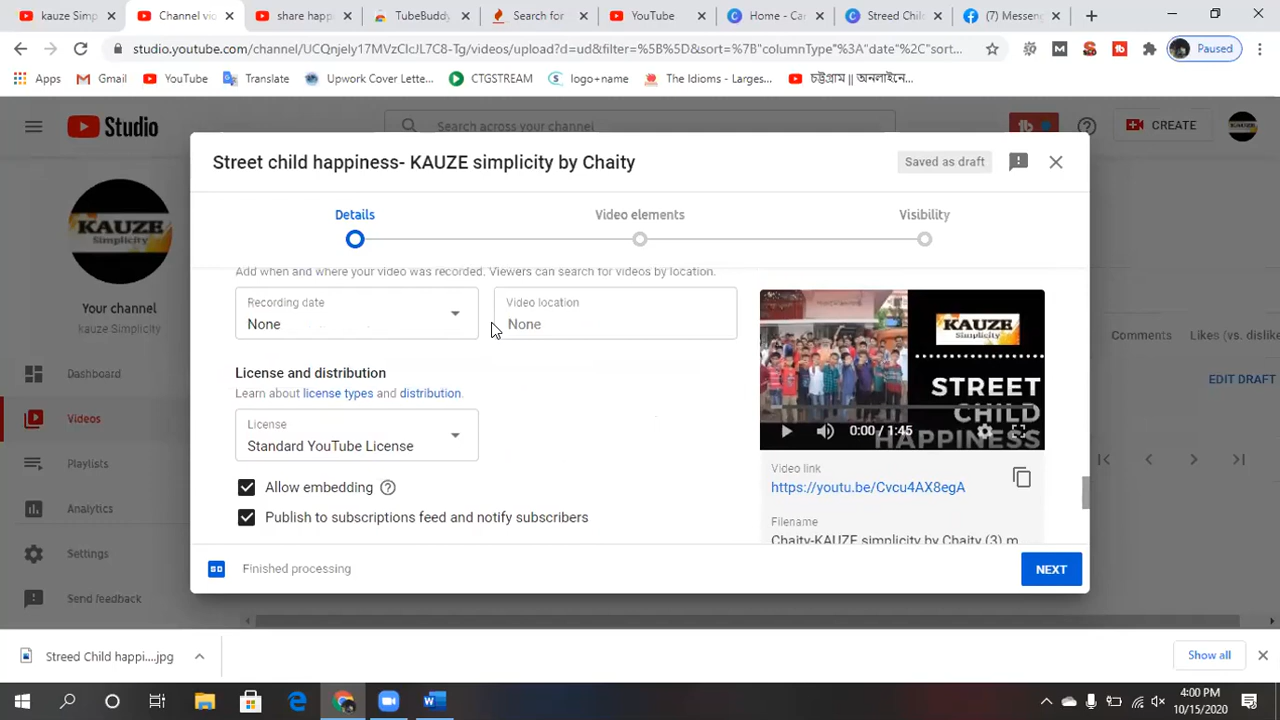 kauze Simp
Channel vi
share happ
TubeBuddy
Search for
YouTube
Home - Ca
Streed Chil
(7) Messen
studio.youtube.com/channel/UCQnjely17MVzClcJL7C8-Tg/videos/upload?d=ud&filter=%5B%5D&sort=%7B"columnType"%3A"date"%2C"sort...
Paused
Apps
Gmail
YouTube
Translate
Upwork Cover Lette...
CTGSTREAM
logo+name
The Idioms - Larges...
চট্টগ্রাম || অনলাইনে...
Studio
Search across your channel
CREATE
KAUZE
Simplicity
Your channel
kauze Simplicity
Dashboard
Videos
Playlists
Analytics
Settings
Send feedback
Street child happiness- KAUZE simplicity by Chaity
Saved as draft
Details
Video elements
Visibility
Add when and where your video was recorded. Viewers can search for videos by location.
Recording date
None
Video location
None
License and distribution
Learn about license types and distribution.
License
Standard YouTube License
Allow embedding
Publish to subscriptions feed and notify subscribers
KAUZE
Simplicity
STREET
CHILD
HAPPINESS
0:00 / 1:45
Video link
https://youtu.be/Cvcu4AX8egA
Filename
Chaity-KAUZE simplicity by Chaity (3).m
SD
Finished processing
NEXT
Comments
Likes (vs. dislike
EDIT DRAFT
Streed Child happi....jpg
Show all
4:00 PM
10/15/2020